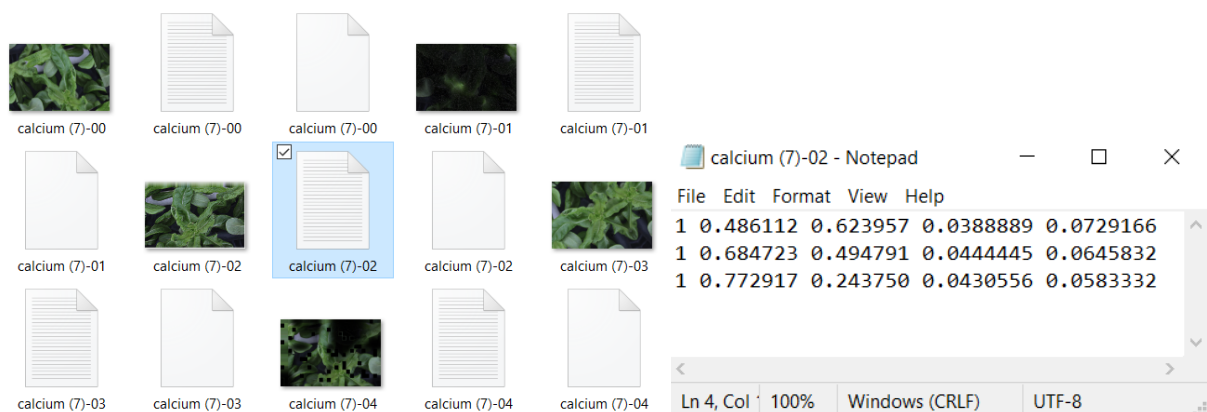 calcium (7)-00
calcium (7)-00
calcium (7)-00
calcium (7)-01
calcium (7)-01
calcium (7)-01
calcium (7)-02
calcium (7)-02
calcium (7)-02
calcium (7)-03
calcium (7)-03
calcium (7)-03
calcium (7)-04
calcium (7)-04
calcium (7)-04
calcium (7)-02 - Notepad
File Edit Format View Help
1 0.486112 0.623957 0.0388889 0.0729166
1 0.684723 0.494791 0.0444445 0.0645832
1 0.772917 0.243750 0.0430556 0.0583332
Ln 4, Col 100% Windows (CRLF) UTF-8